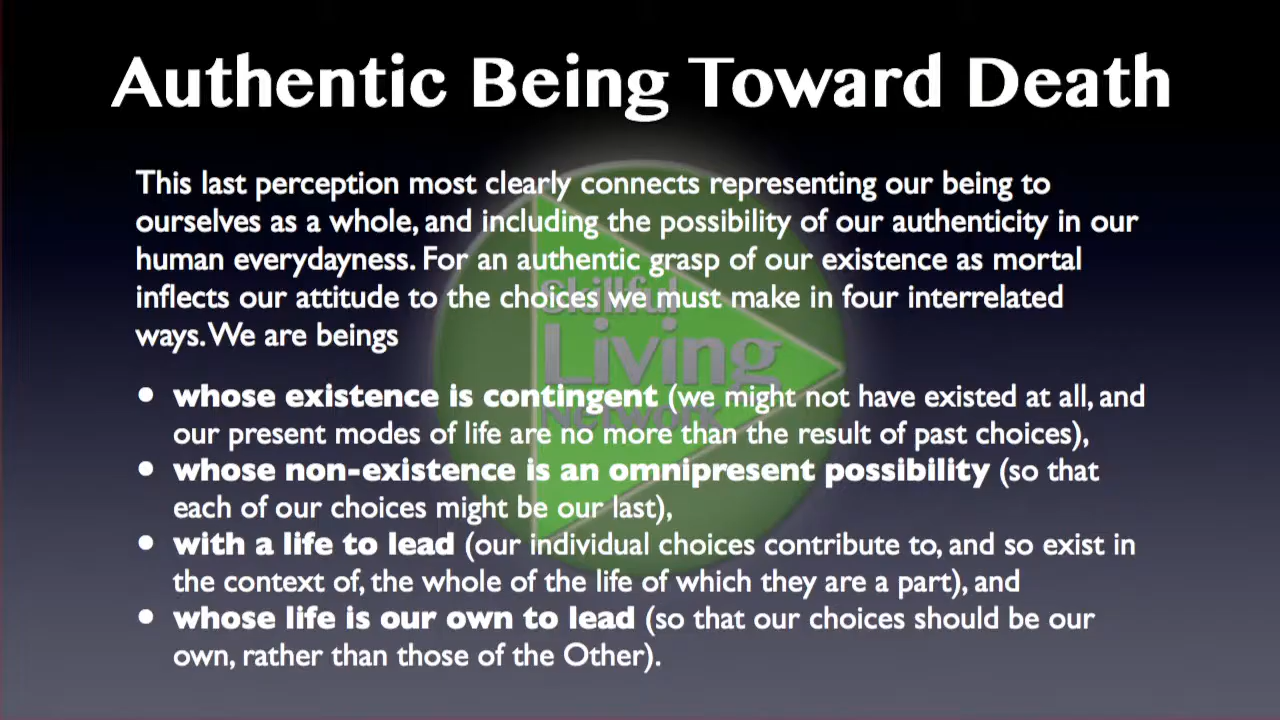 Authentic Being Toward Death
This last perception most clearly connects representing our being to
ourselves as a whole, and including the possibility of our authenticity in our
human everydayness. For an authentic grasp of our existence as mortal
inflects our attitude to the choices we must make in four interrelated
ways. We are beings
• whose existence is contingent (we might not have existed at all, and
our present modes of life are no more than the result of past choices),
• whose non-existence is an omnipresent possibility (so that
each of our choices might be our last),
• with a life to lead (our individual choices contribute to, and so exist in
the context of, the whole of the life of which they are a part), and
• whose life is our own to lead (so that our choices should be our
own, rather than those of the Other).
Skillful
Living
Network